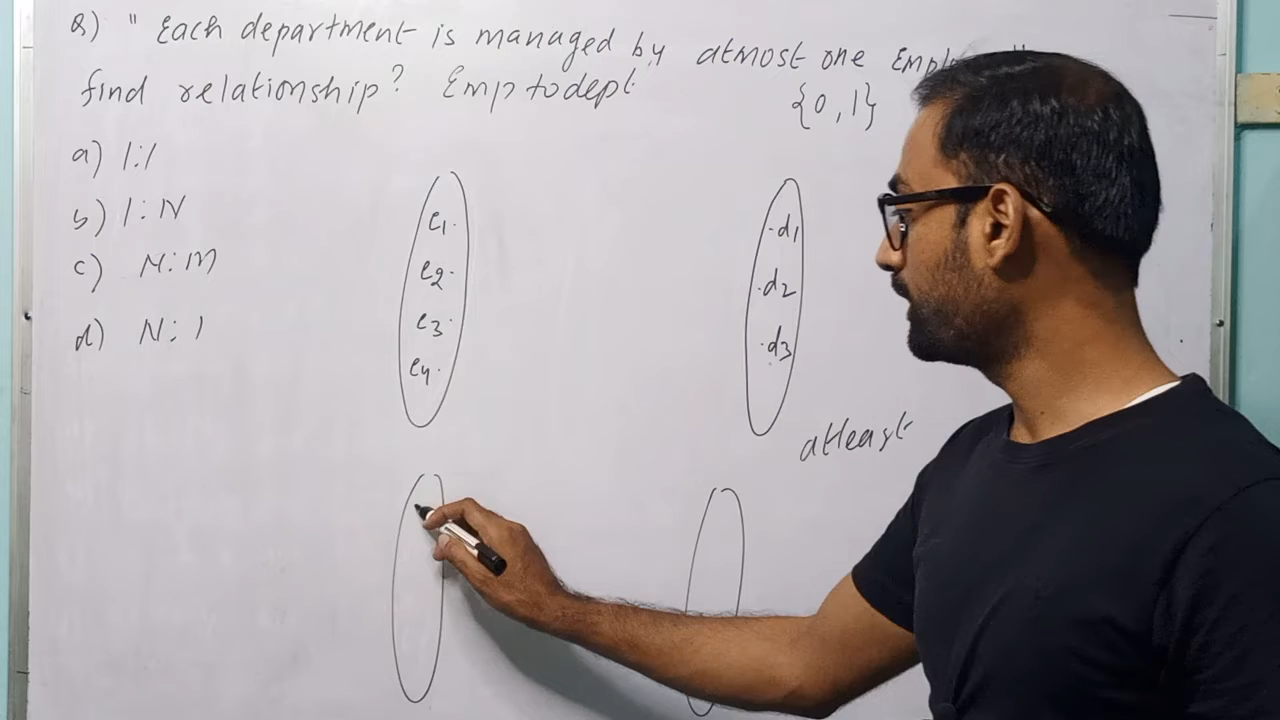 Q) " Each department is managed by atmost one
find relationship? Emp to dept
{0,1}
a) 1:1
b) 1:N
c) N:M
d) N:1
e1.
e2.
e3.
e4.
.d1
.d2
.d3
atleast